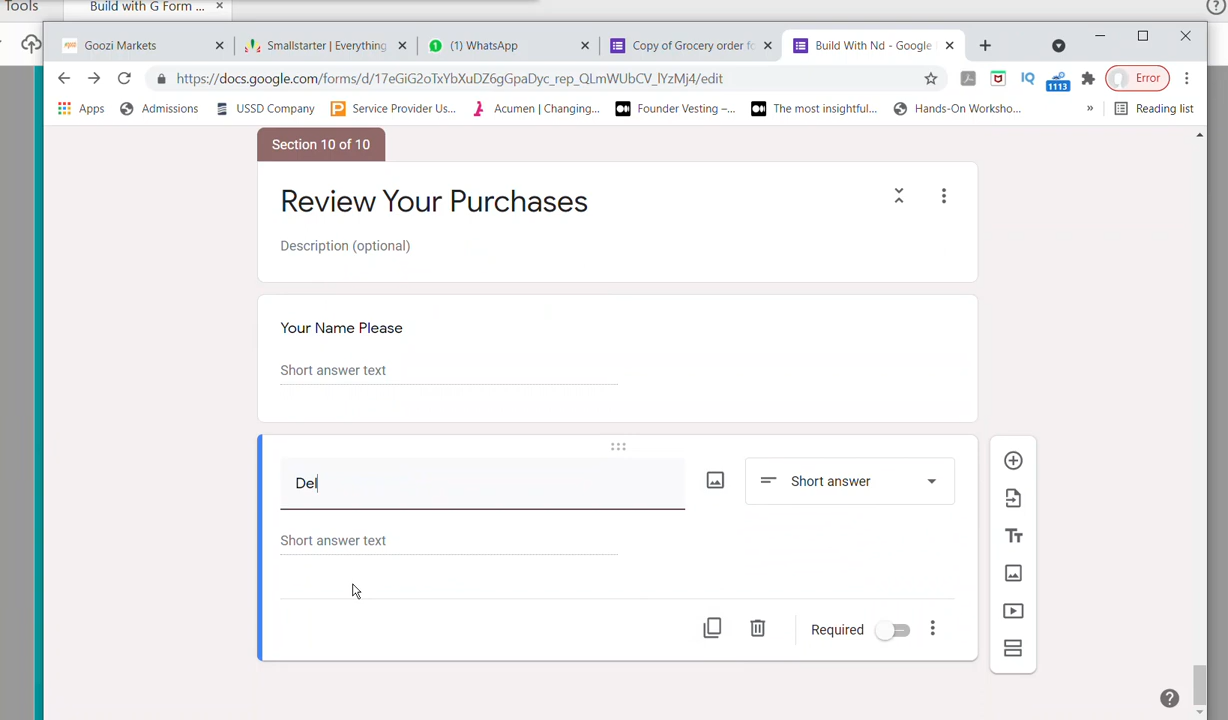 Tools
Build with G Form ...
Goozi Markets
Smallstarter | Everything
(1) WhatsApp
Copy of Grocery order fo
Build With Nd - Google
https://docs.google.com/forms/d/17eGiG2oTxYbXuDZ6gGpaDyc_rep_QLmWUbCV_lYzMj4/edit
IQ
1113
Error
Apps
Admissions
USSD Company
Service Provider Us...
Acumen | Changing...
Founder Vesting –...
The most insightful...
Hands-On Worksho...
»
Reading list
Section 10 of 10
Review Your Purchases
Description (optional)
Your Name Please
Short answer text
Del
Short answer
Short answer text
Required